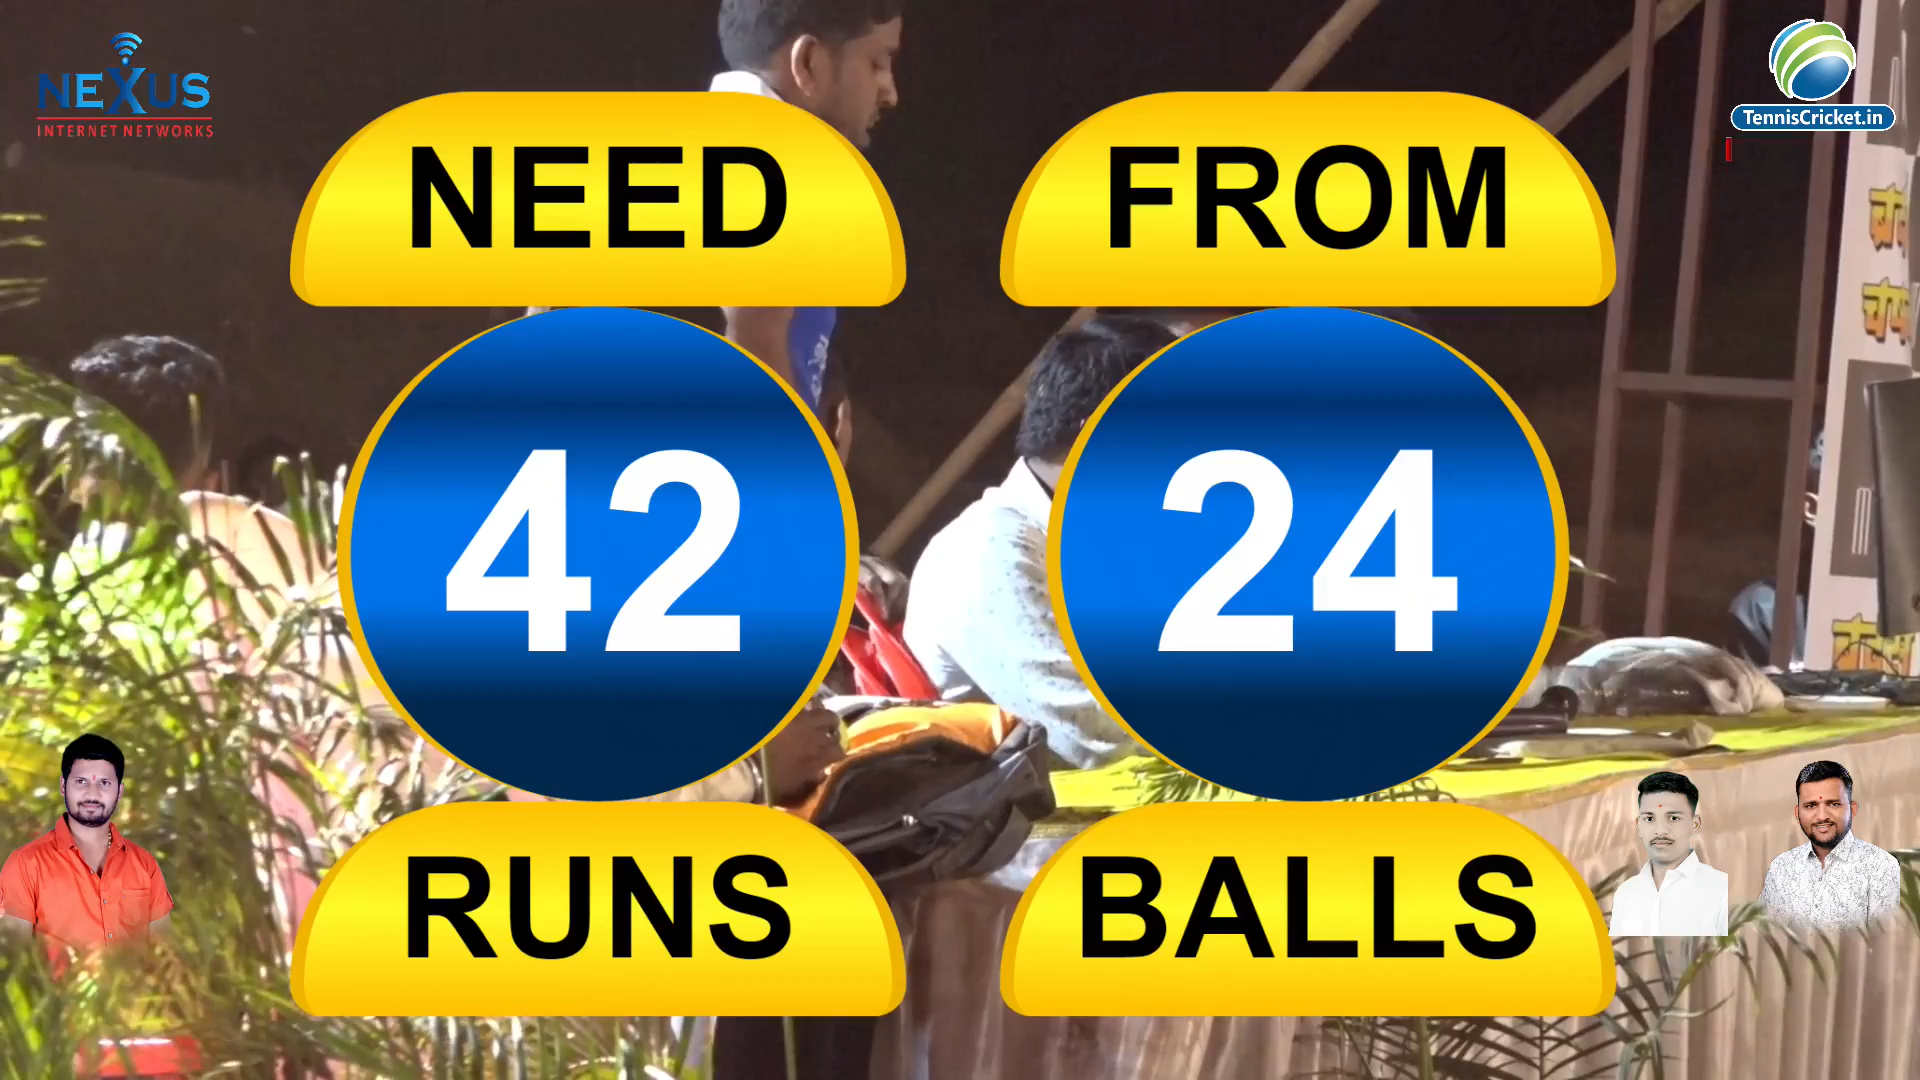 NEXUS
INTERNET NETWORKS
TennisCricket.in
NEED
FROM
42
24
RUNS
BALLS